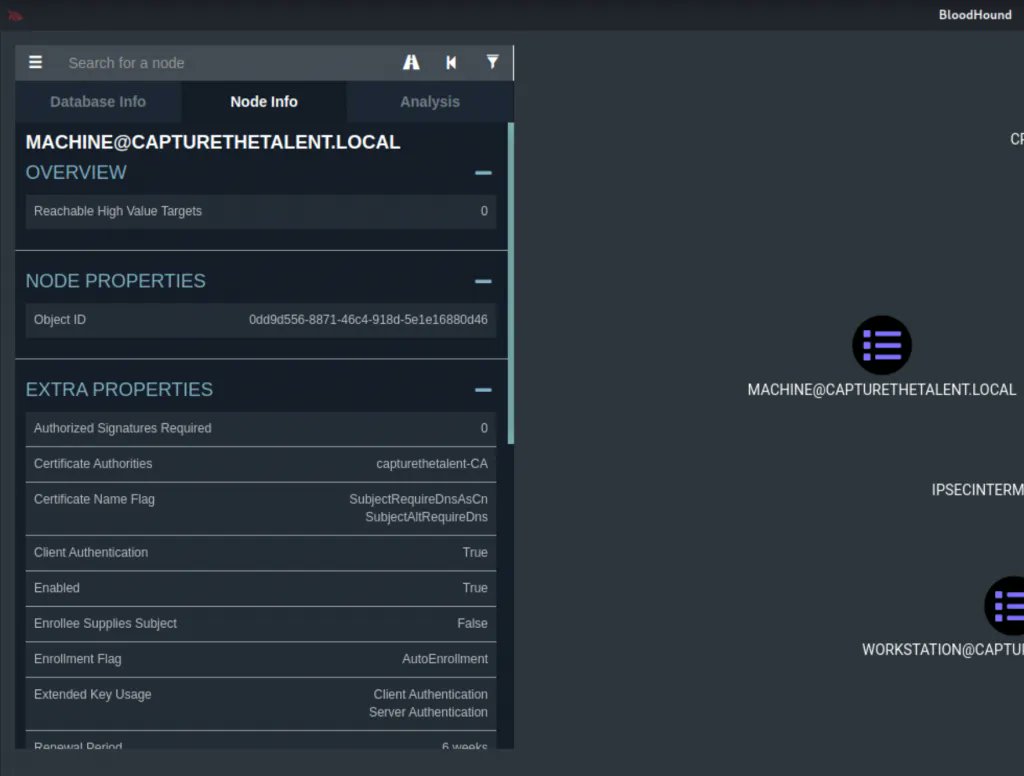 BloodHound
Search for a node
Database Info
Node Info
Analysis
MACHINE@CAPTURETHETALENT.LOCAL
OVERVIEW
Reachable High Value Targets 0
NODE PROPERTIES
Object ID 0dd9d556-8871-46c4-918d-5e1e16880d46
EXTRA PROPERTIES
Authorized Signatures Required 0
Certificate Authorities capturethetalent-CA
Certificate Name Flag SubjectRequireDnsAsCn
SubjectAltRequireDns
Client Authentication True
Enabled True
Enrollee Supplies Subject False
Enrollment Flag AutoEnrollment
Extended Key Usage Client Authentication
Server Authentication
Renewal Period 6 weeks
MACHINE@CAPTURETHETALENT.LOCAL
IPSECINTERM
WORKSTATION@CAPTU